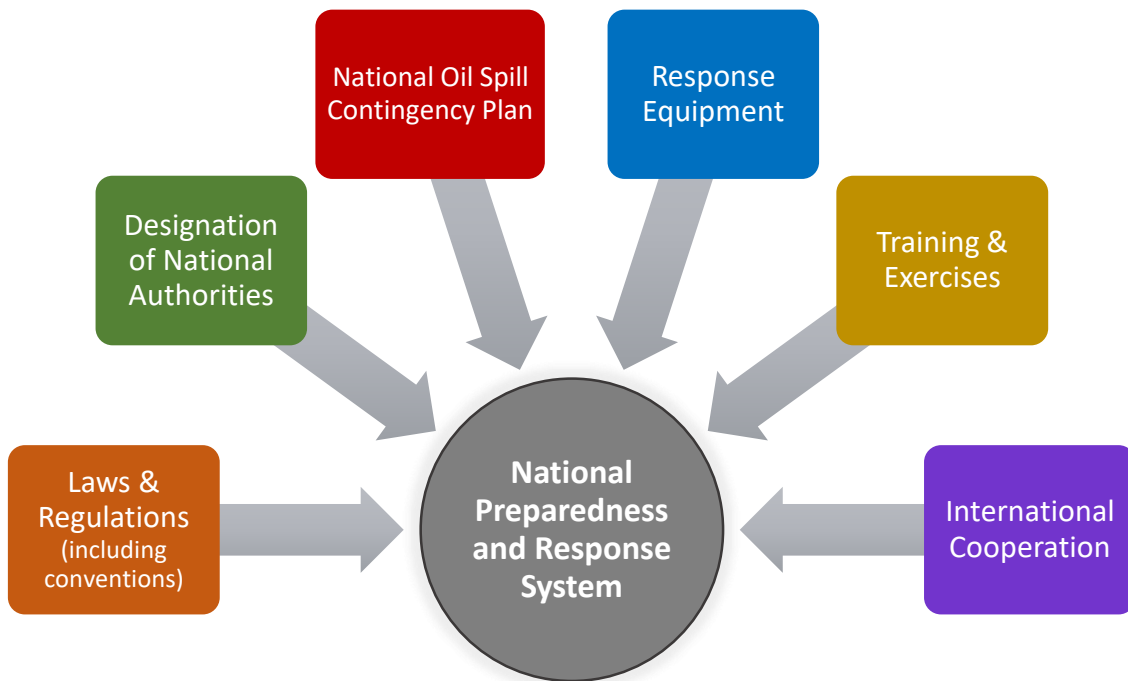 National Oil Spill
Contingency Plan
Response
Equipment
Designation
of National
Authorities
Training &
Exercises
Laws &
Regulations
(including
conventions)
National
Preparedness
and Response
System
International
Cooperation